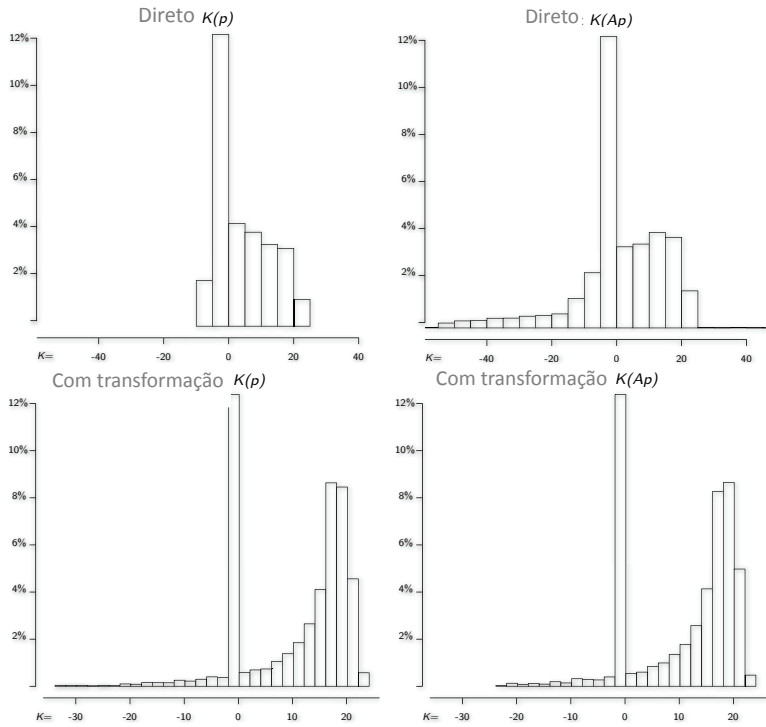 Direto K(p)
12%
10%
8%
6%
4%
2%
K=
-40 -20 0 20 40
Direto: K(Ap)
12%
10%
8%
6%
4%
2%
K=
-40 -20 0 20 40
Com transformação K(p)
12%
10%
8%
6%
4%
2%
K= -30 -20 -10 0 10 20
Com transformação K(Ap)
12%
10%
8%
6%
4%
2%
K= -30 -20 -10 0 10 20